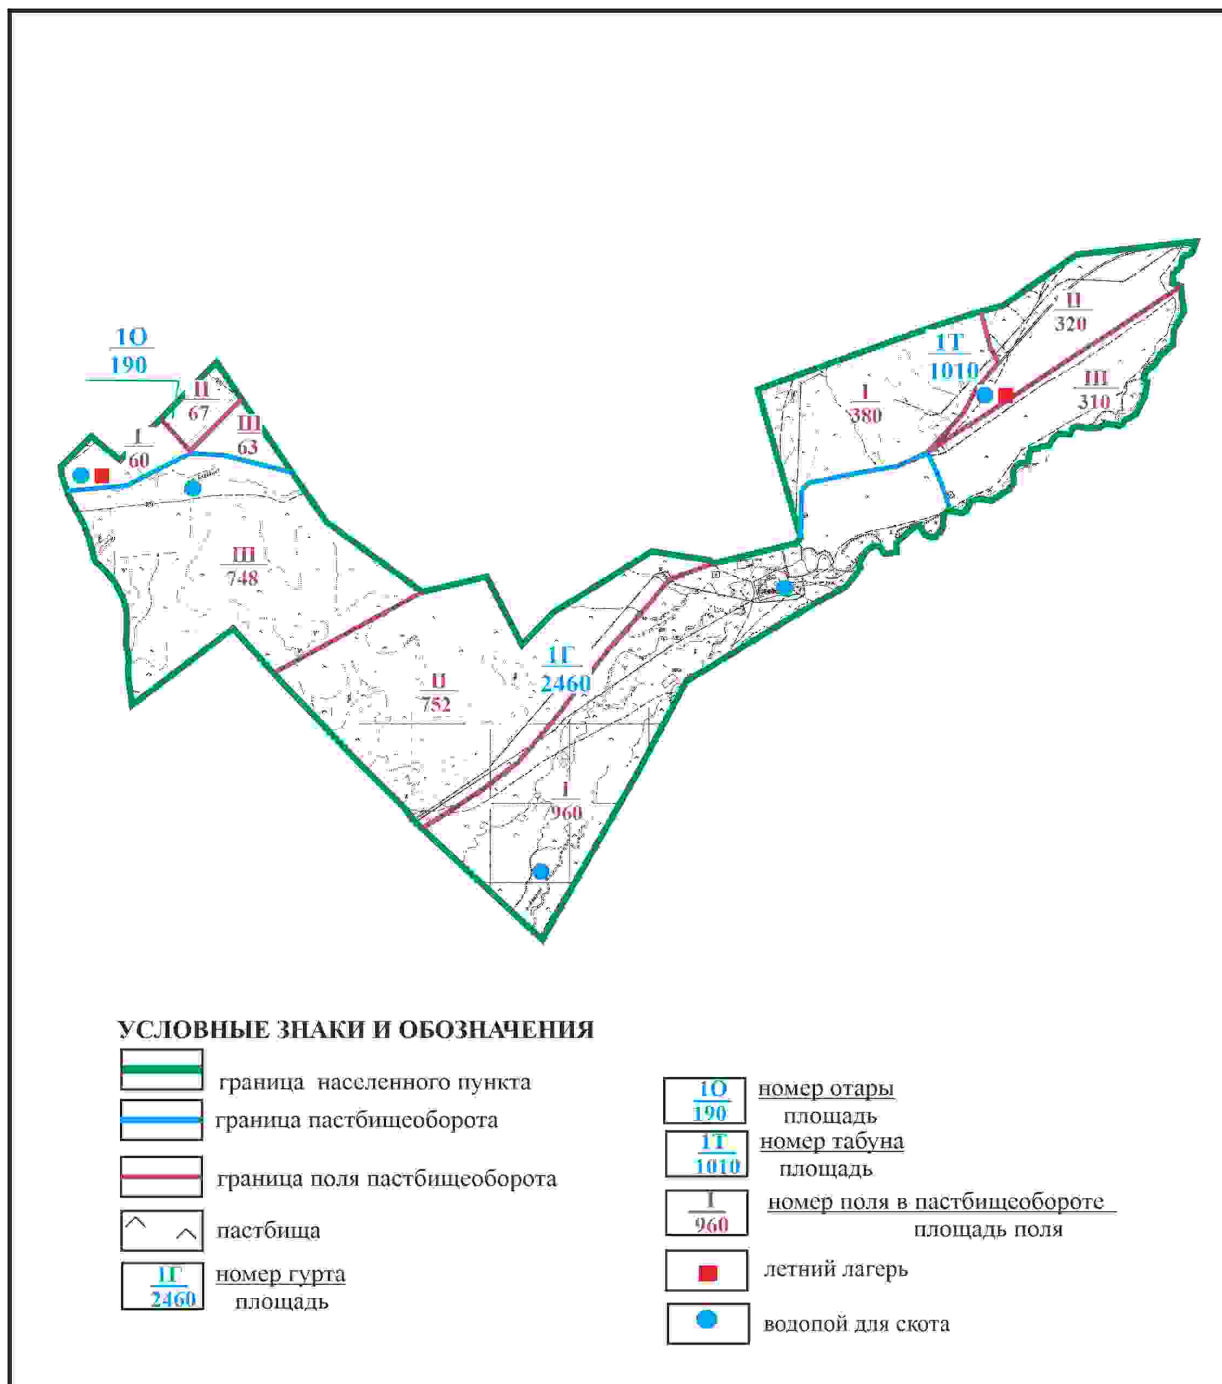 1О
190
II
67
III
63
I
60
III
748
II
752
1Г
2460
I
960
1Т
1010
I
380
II
320
III
310
УСЛОВНЫЕ ЗНАКИ И ОБОЗНАЧЕНИЯ
граница населенного пункта
граница пастбищеоборота
граница поля пастбищеоборота
пастбища
1Г
2460
номер гурта
площадь
1О
190
номер отары
площадь
1Т
1010
номер табуна
площадь
I
960
номер поля в пастбищеобороте
площадь поля
летний лагерь
водопой для скота